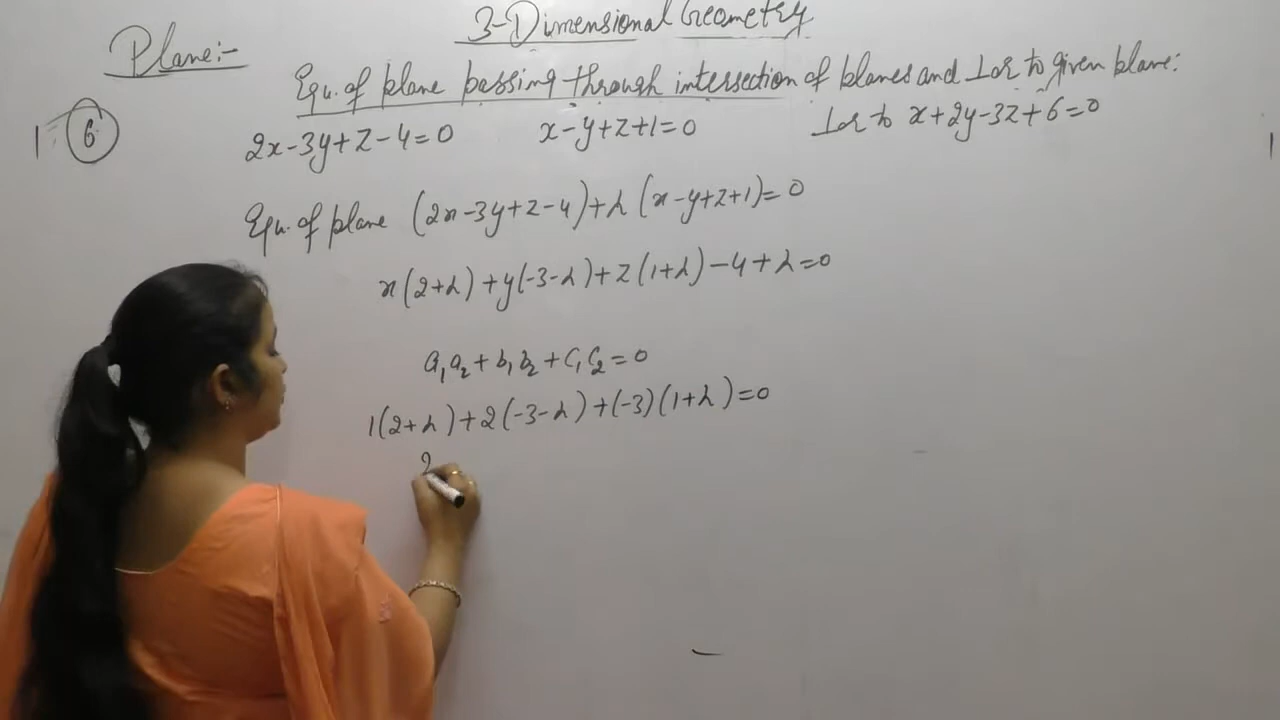 3-Dimensional Geometry
Plane:-
Equ. of plane passing through intersection of planes and ⊥ar to given plane:
1. 6 2x-3y+z-4=0 x-y+z+1=0 ⊥ar to x+2y-3z+6=0
Equ. of plane (2x-3y+z-4)+λ(x-y+z+1)=0
x(2+λ)+y(-3-λ)+z(1+λ)-4+λ=0
a₁a₂+b₁b₂+c₁c₂=0
1(2+λ)+2(-3-λ)+(-3)(1+λ)=0
2